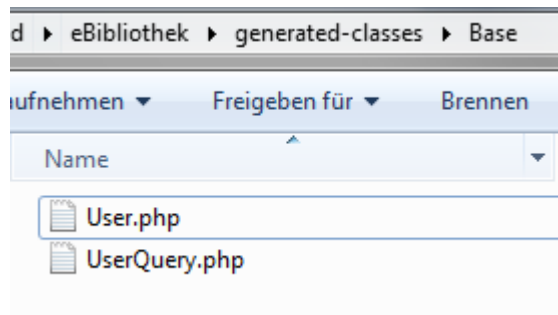 d ▸ eBibliothek ▸ generated-classes ▸ Base
ufnehmen ▾ Freigeben für ▾ Brennen
Name
User.php
UserQuery.php